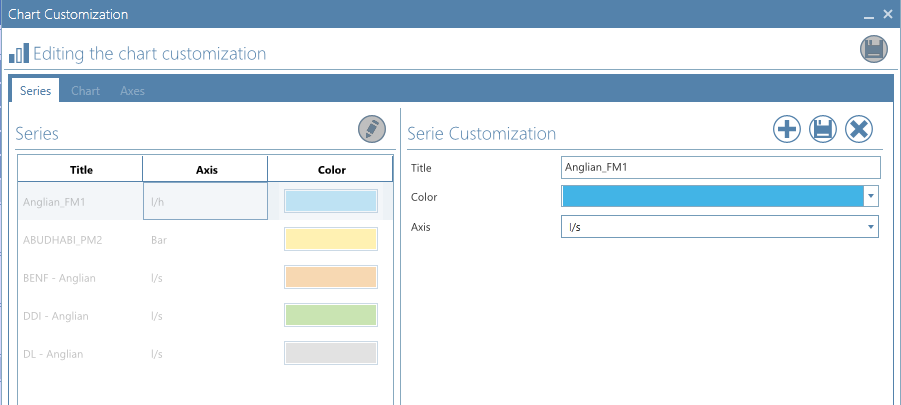 Chart Customization
Editing the chart customization
Series
Chart
Axes
Series
Title Axis Color
Anglian_FM1 l/h
ABUDHABI_PM2 Bar
BENF - Anglian l/s
DDI - Anglian l/s
DL - Anglian l/s
Serie Customization
Title Anglian_FM1
Color
Axis l/s